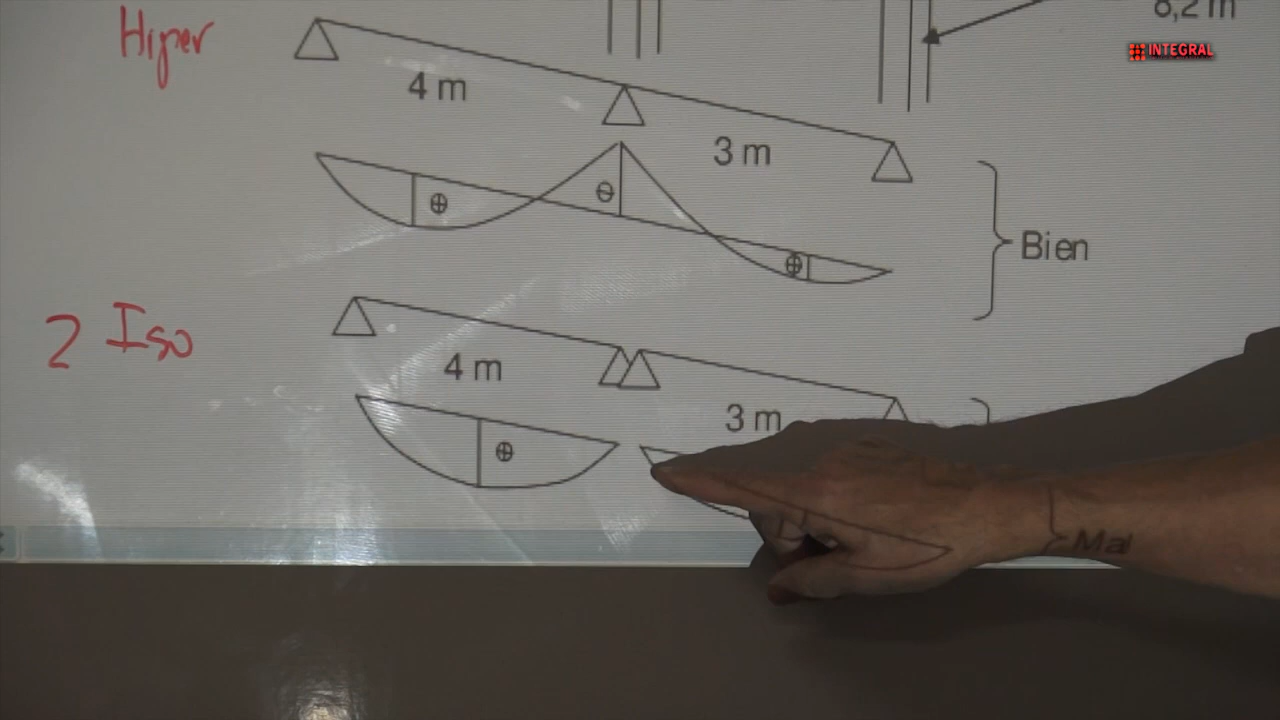 8,2 m
INTEGRAL
Hiper
4 m
3 m
⊕
⊖
⊕
Bien
2 Iso
4 m
3 m
⊕
Mal